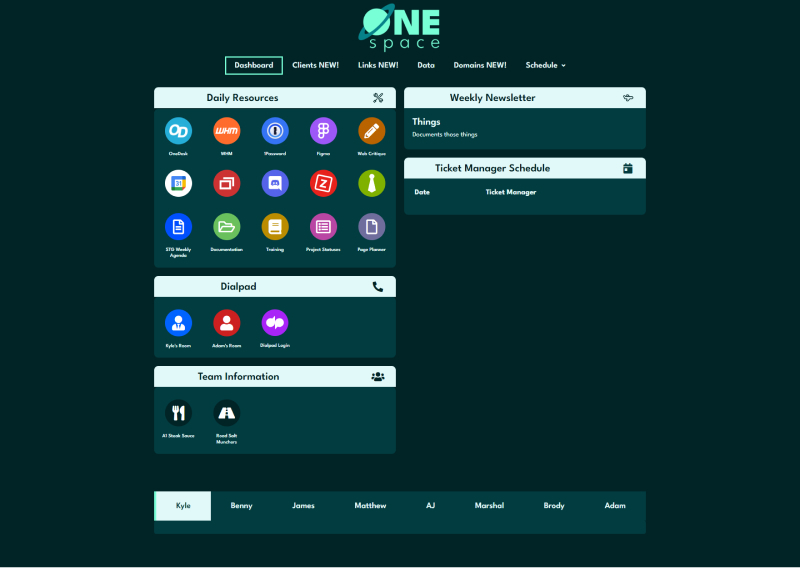 ONE
space
Dashboard Clients NEW! Links NEW! Data Domains NEW! Schedule
Daily Resources
OneDesk WHM 1Password Figma Web Critique
31
STG Weekly Agenda Documentation Training Project Statuses Page Planner
Dialpad
Kyle's Room Adam's Room Dialpad Login
Team Information
A1 Steak Sauce Road Salt Munchers
Weekly Newsletter
Things
Documents those things
Ticket Manager Schedule
Date Ticket Manager
Kyle Benny James Matthew AJ Marshal Brody Adam